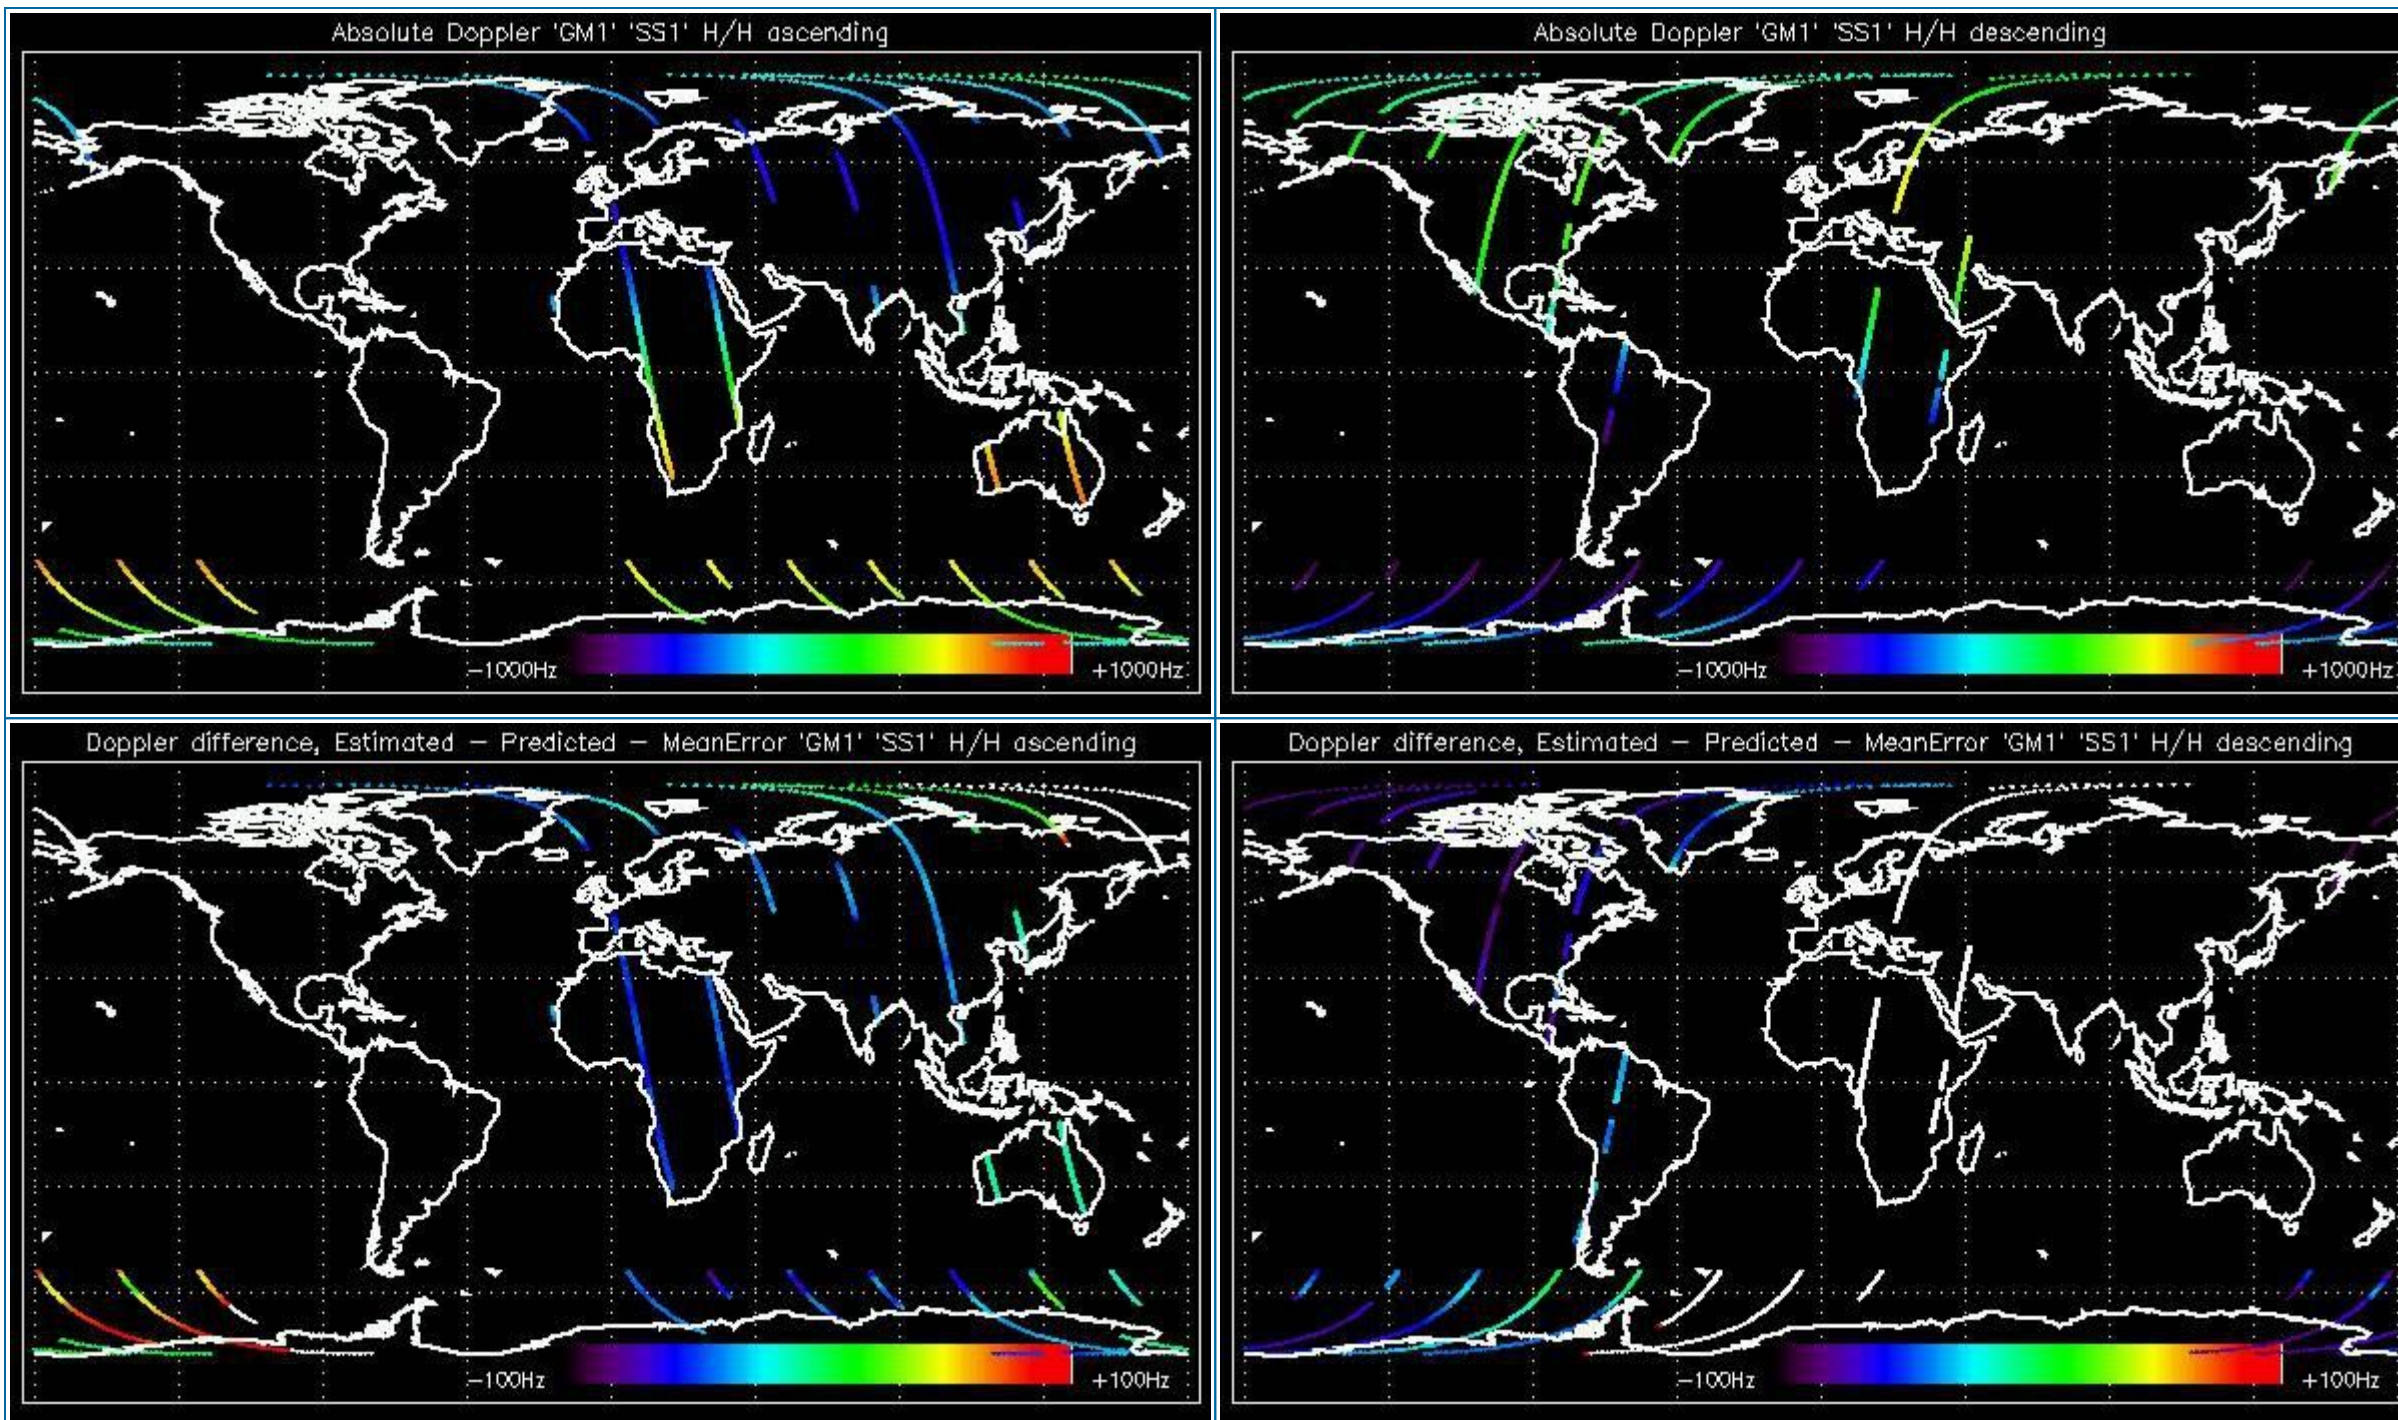 Absolute Doppler 'GM1' 'SS1' H/H ascending
−1000Hz
+1000Hz
Absolute Doppler 'GM1' 'SS1' H/H descending
−1000Hz
+1000Hz
Doppler difference, Estimated − Predicted − MeanError 'GM1' 'SS1' H/H ascending
−100Hz
+100Hz
Doppler difference, Estimated − Predicted − MeanError 'GM1' 'SS1' H/H descending
−100Hz
+100Hz